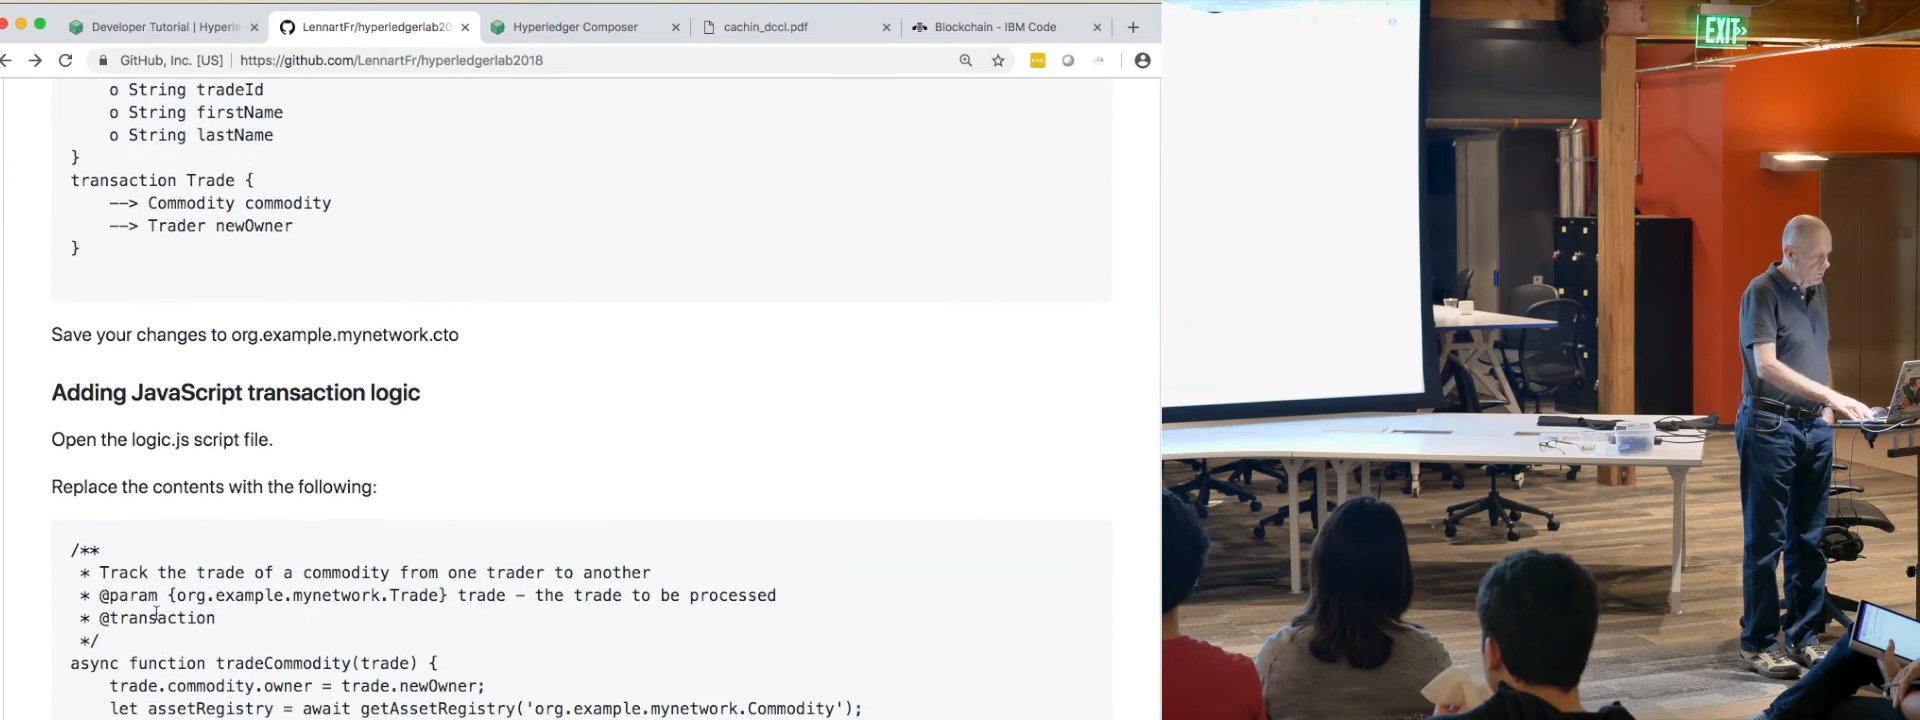 Developer Tutorial | Hyperle
LennartFr/hyperledgerlab20
Hyperledger Composer
cachin_dccl.pdf
Blockchain - IBM Code
GitHub, Inc. [US]
https://github.com/LennartFr/hyperledgerlab2018
o String tradeId
o String firstName
o String lastName
}
transaction Trade {
--> Commodity commodity
--> Trader newOwner
}
Save your changes to org.example.mynetwork.cto
Adding JavaScript transaction logic
Open the logic.js script file.
Replace the contents with the following:
/**
* Track the trade of a commodity from one trader to another
* @param {org.example.mynetwork.Trade} trade - the trade to be processed
* @transaction
*/
async function tradeCommodity(trade) {
trade.commodity.owner = trade.newOwner;
let assetRegistry = await getAssetRegistry('org.example.mynetwork.Commodity');
EXIT